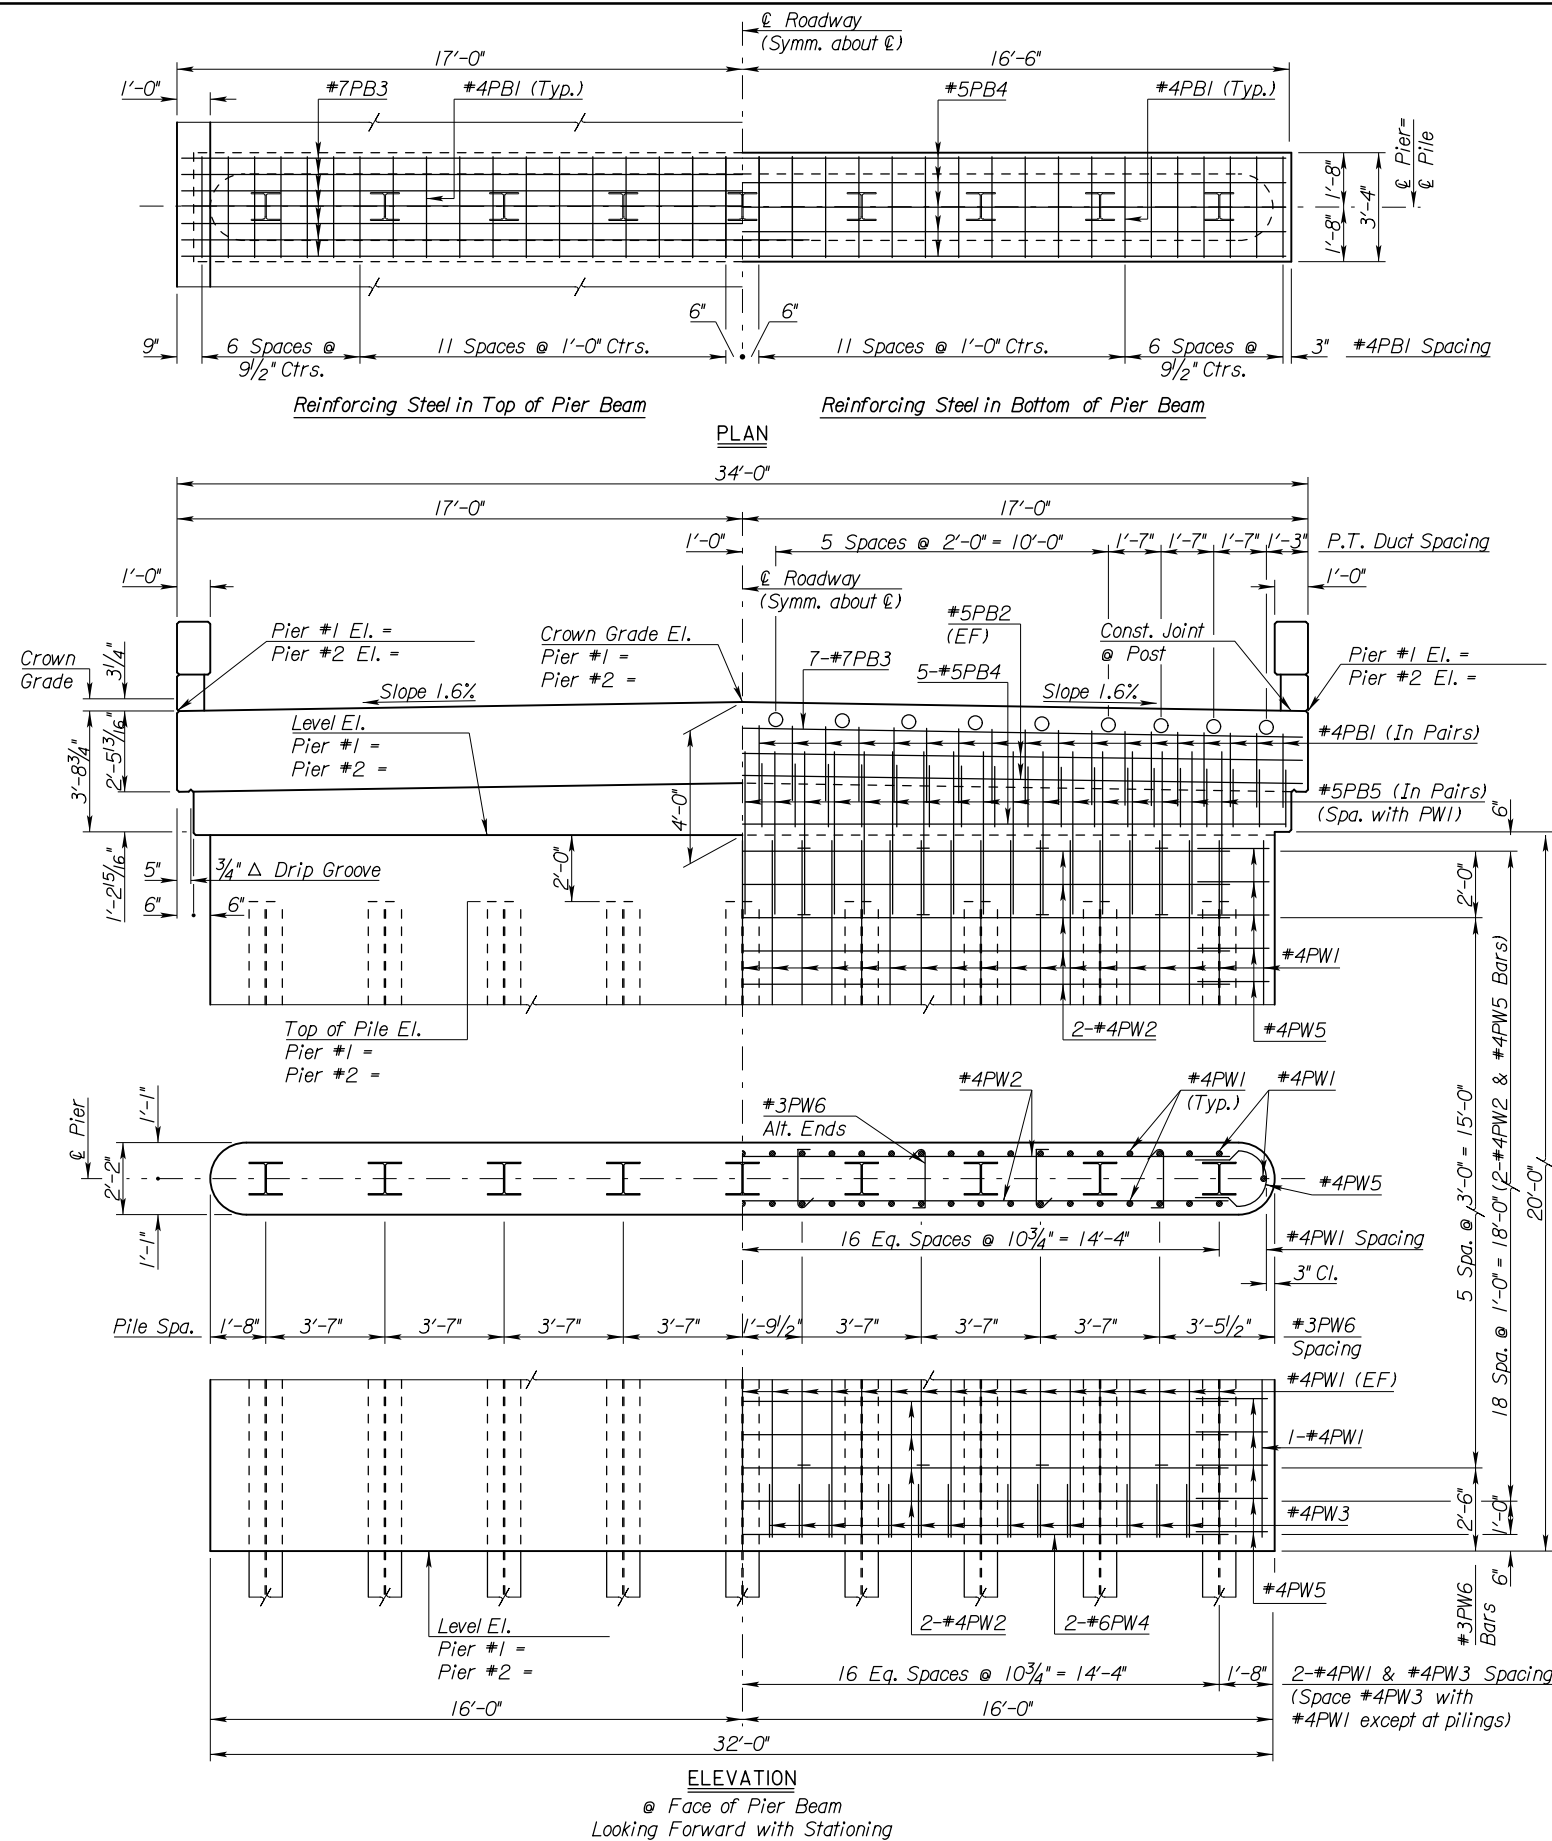 ℄ Roadway
(Symm. about ℄)
17'-0"
16'-6"
1'-0"
#7PB3
#4PB1 (Typ.)
#5PB4
#4PB1 (Typ.)
℄ Pier=
℄ Pile
1'-8"
1'-8"
3'-4"
6"
6"
9"
6 Spaces @
9½" Ctrs.
11 Spaces @ 1'-0" Ctrs.
11 Spaces @ 1'-0" Ctrs.
6 Spaces @
9½" Ctrs.
3"
#4PB1 Spacing
Reinforcing Steel in Top of Pier Beam
Reinforcing Steel in Bottom of Pier Beam
PLAN
34'-0"
17'-0"
17'-0"
1'-0"
5 Spaces @ 2'-0" = 10'-0"
1'-7"
1'-7"
1'-7"
1'-3"
P.T. Duct Spacing
1'-0"
1'-0"
℄ Roadway
(Symm. about ℄)
#5PB2
(EF)
Crown
Grade
3¼"
Pier #1 El. =
Pier #2 El. =
Crown Grade El.
Pier #1 =
Pier #2 =
7-#7PB3
5-#5PB4
Const. Joint
@ Post
Pier #1 El. =
Pier #2 El. =
Slope 1.6%
Slope 1.6%
Level El.
Pier #1 =
Pier #2 =
#4PB1 (In Pairs)
3'-8¾"
2'-5 13/16"
4'-0"
#5PB5 (In Pairs)
(Spa. with PW1)
6"
1'-2 15/16"
5"
¾" Δ Drip Groove
2'-0"
6"
6"
2'-0"
#4PW1
Top of Pile El.
Pier #1 =
Pier #2 =
2-#4PW2
#4PW5
℄ Pier
1'-1"
2'-2"
1'-1"
#3PW6
Alt. Ends
#4PW2
#4PW1
(Typ.)
#4PW1
#4PW5
16 Eq. Spaces @ 10¾" = 14'-4"
#4PW1 Spacing
3" Cl.
5 Spa. @ 3'-0" = 15'-0"
18 Spa. @ 1'-0" = 18'-0" (2-#4PW2 & #4PW5 Bars)
20'-0"
Pile Spa.
1'-8"
3'-7"
3'-7"
3'-7"
3'-7"
1'-9½"
3'-7"
3'-7"
3'-7"
3'-5½"
#3PW6
Spacing
#4PW1 (EF)
1-#4PW1
#4PW3
2'-6"
1'-0"
#4PW5
6"
#3PW6
Bars
2-#4PW2
2-#6PW4
Level El.
Pier #1 =
Pier #2 =
16 Eq. Spaces @ 10¾" = 14'-4"
1'-8"
2-#4PW1 & #4PW3 Spacing
(Space #4PW3 with
#4PW1 except at pilings)
16'-0"
16'-0"
32'-0"
ELEVATION
@ Face of Pier Beam
Looking Forward with Stationing